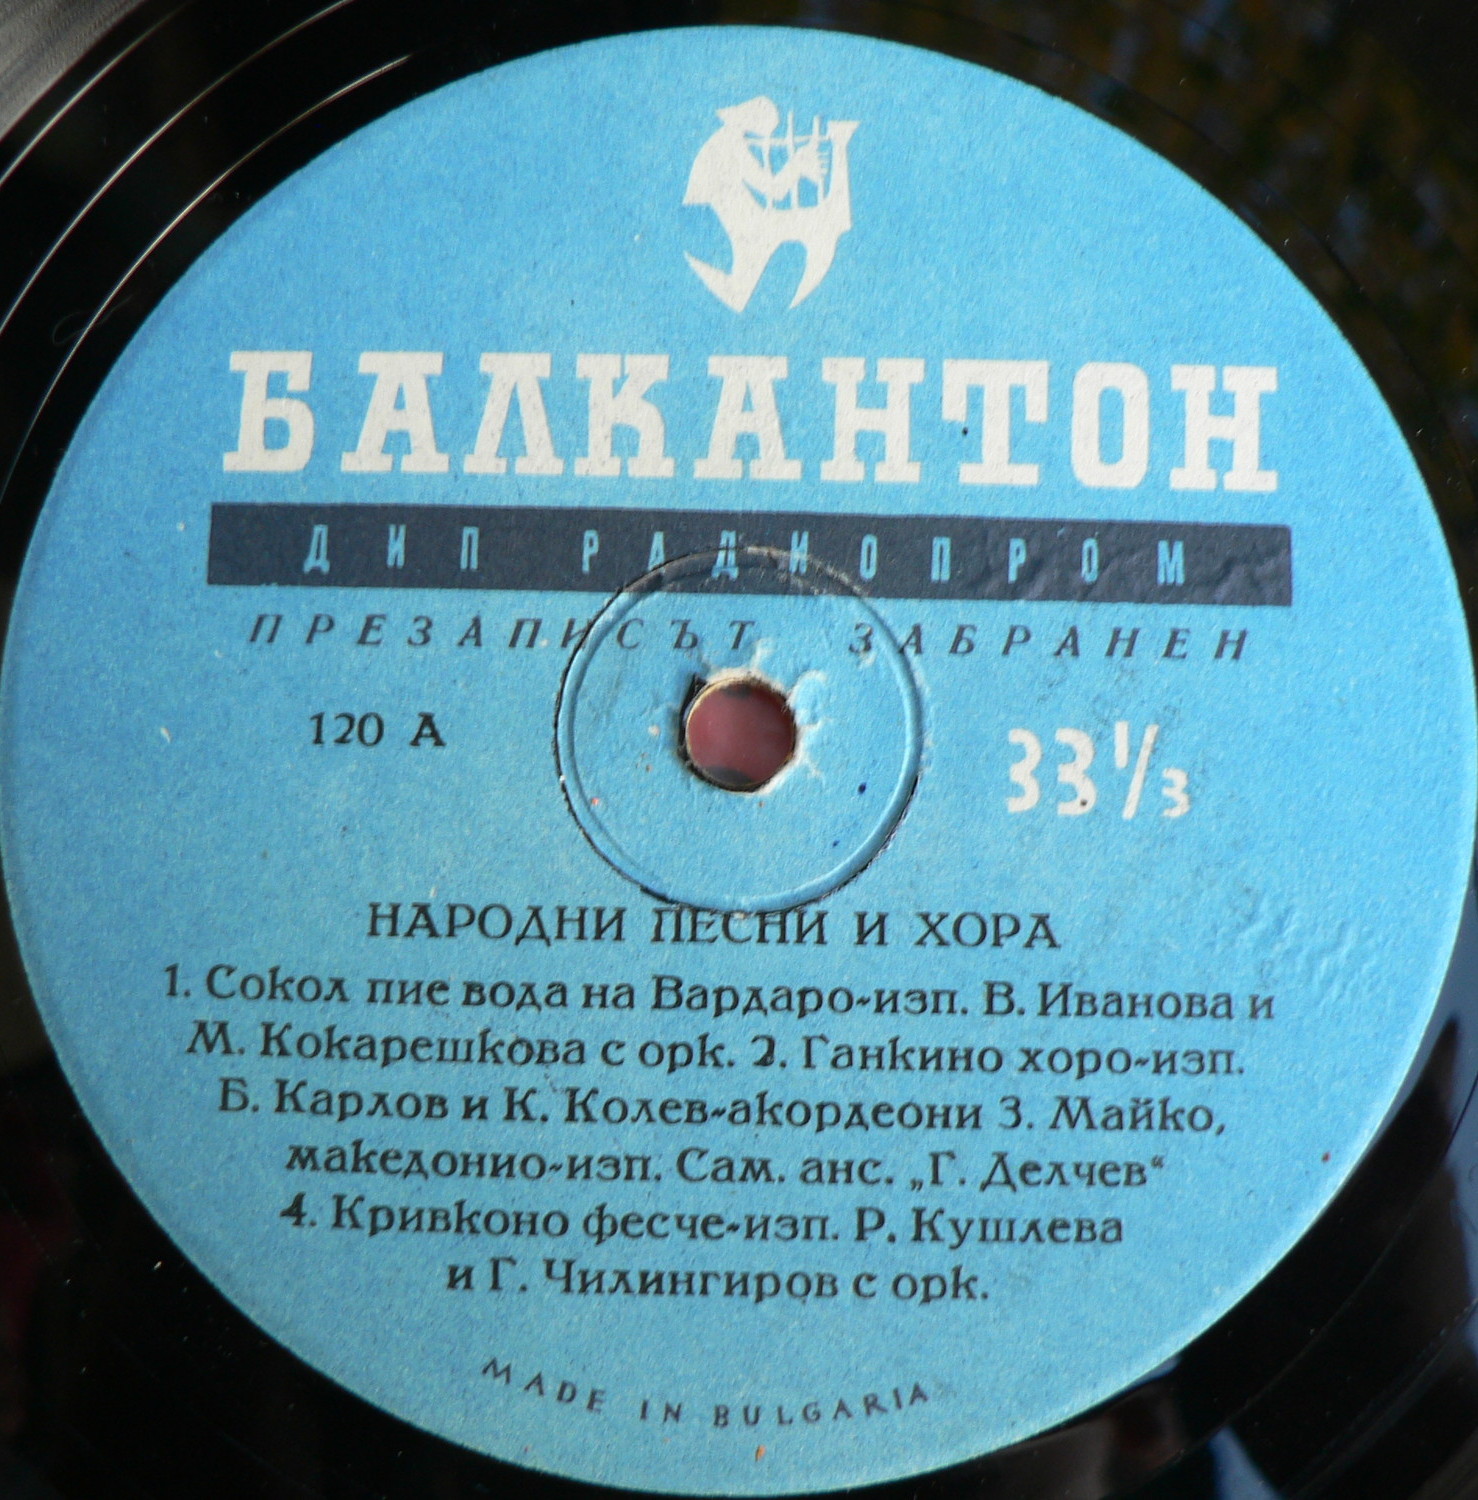 БАЛКАНТОН
ДИП РАДИОПРОМ
ПРЕЗАПИСЪТ ЗАБРАНЕН
120 А
33 1/3
НАРОДНИ ПЕСНИ И ХОРА
1. Сокол пие вода на Вардаро-изп. В. Иванова и
М. Кокарешкова с орк. 2. Ганкино хоро-изп.
Б. Карлов и К. Колев-акордеони 3. Майко,
македонио-изп. Сам. анс. „Г. Делчев“
4. Кривконо фесче-изп. Р. Кушлева
и Г. Чилингиров с орк.
MADE IN BULGARIA